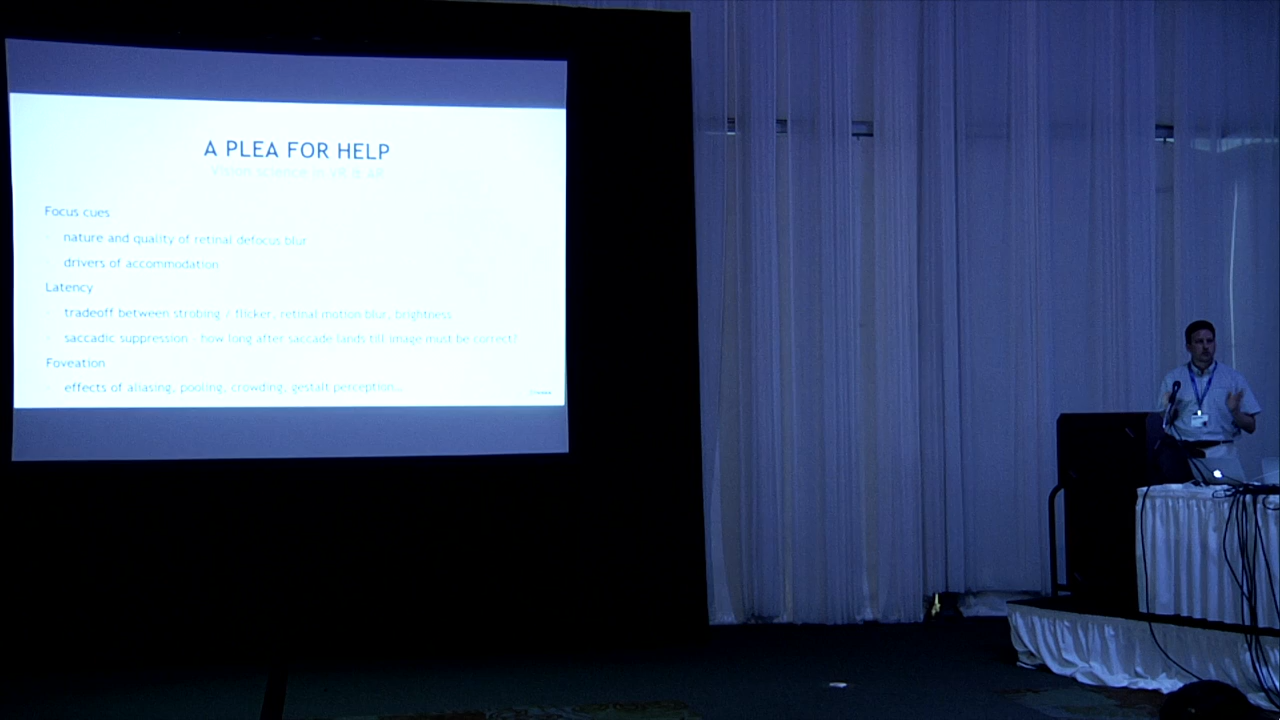 A PLEA FOR HELP
Vision Science in VR & AR
Focus cues
nature and quality of retinal defocus blur
drivers of accommodation
Latency
tradeoff between strobing / flicker, retinal motion blur, brightness
saccadic suppression - how long after saccade lands till image must be correct?
Foveation
effects of aliasing, pooling, crowding, gestalt perception…